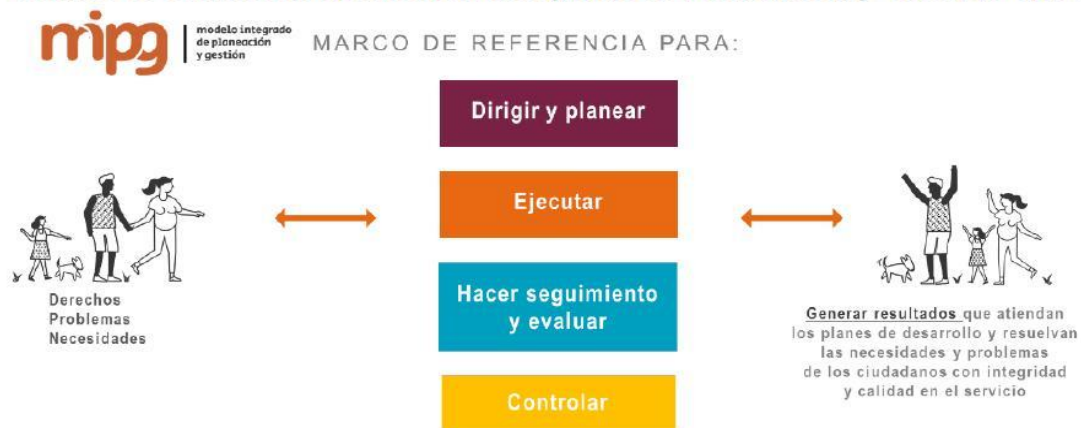 mipg
modelo integrado
de planeación
y gestión
MARCO DE REFERENCIA PARA:
Dirigir y planear
Ejecutar
Hacer seguimiento
y evaluar
Controlar
Derechos
Problemas
Necesidades
Generar resultados que atiendan
los planes de desarrollo y resuelvan
las necesidades y problemas
de los ciudadanos con integridad
y calidad en el servicio